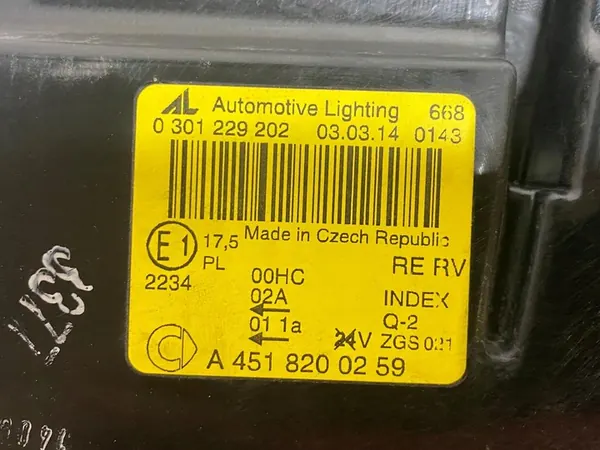 AL Automotive Lighting 668
0 301 229 202 03.03.14 0143
Made in Czech Republic
E1 17,5
PL
2234
RE RV
00HC
02A INDEX
01 1a Q-2
24V ZGS 021
A 451 820 02 59